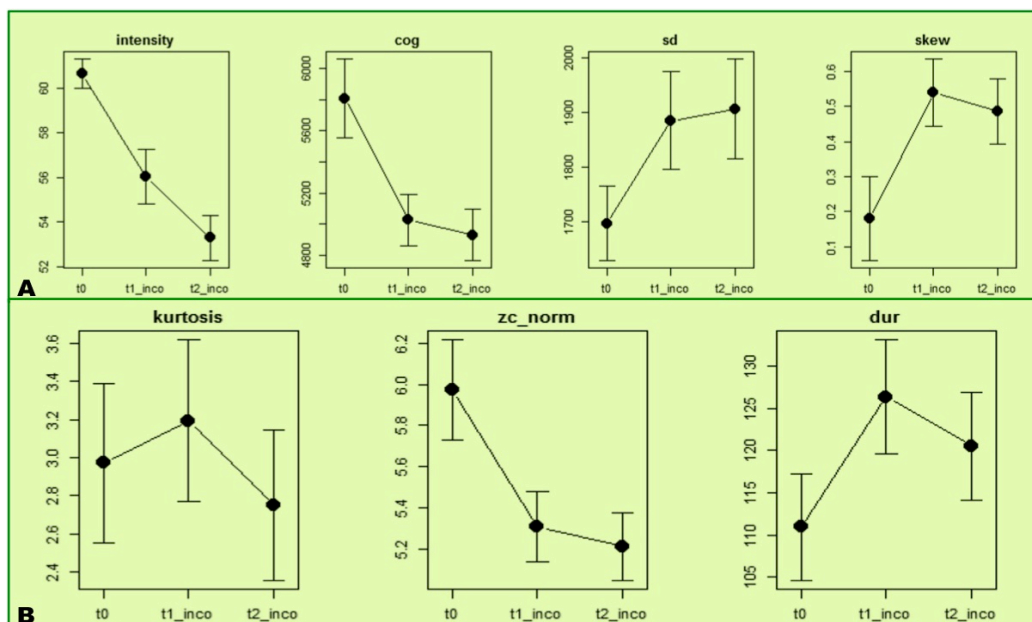 intensity
60
58
56
54
52
t0
t1_inco
t2_inco
cog
6000
5600
5200
4800
t0
t1_inco
t2_inco
sd
2000
1900
1800
1700
t0
t1_inco
t2_inco
skew
0.6
0.5
0.4
0.3
0.2
0.1
t0
t1_inco
t2_inco
A
kurtosis
3.6
3.4
3.2
3.0
2.8
2.6
2.4
t0
t1_inco
t2_inco
zc_norm
6.2
6.0
5.8
5.6
5.4
5.2
t0
t1_inco
t2_inco
dur
130
125
120
115
110
105
t0
t1_inco
t2_inco
B